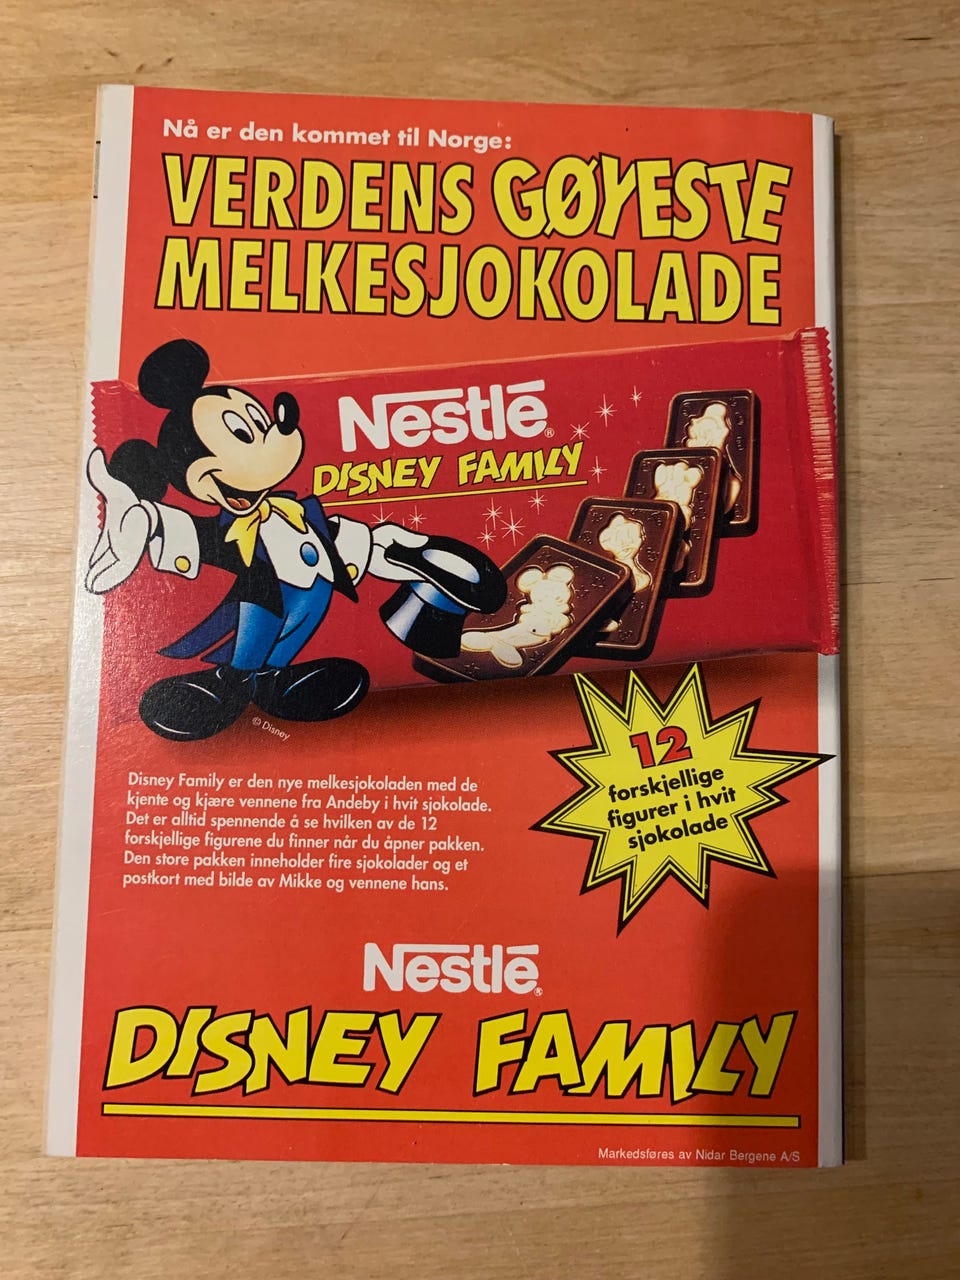 Nå er den kommet til Norge:
VERDENS GØYESTE
MELKESJOKOLADE
Nestlé®
DISNEY FAMILY
© Disney
12
forskjellige
figurer i hvit
sjokolade
Disney Family er den nye melkesjokoladen med de
kjente og kjære vennene fra Andeby i hvit sjokolade.
Det er alltid spennende å se hvilken av de 12
forskjellige figurene du finner når du åpner pakken.
Den store pakken inneholder fire sjokolader og et
postkort med bilde av Mikke og vennene hans.
Nestlé®
DISNEY FAMILY
Markedsføres av Nidar Bergene A/S